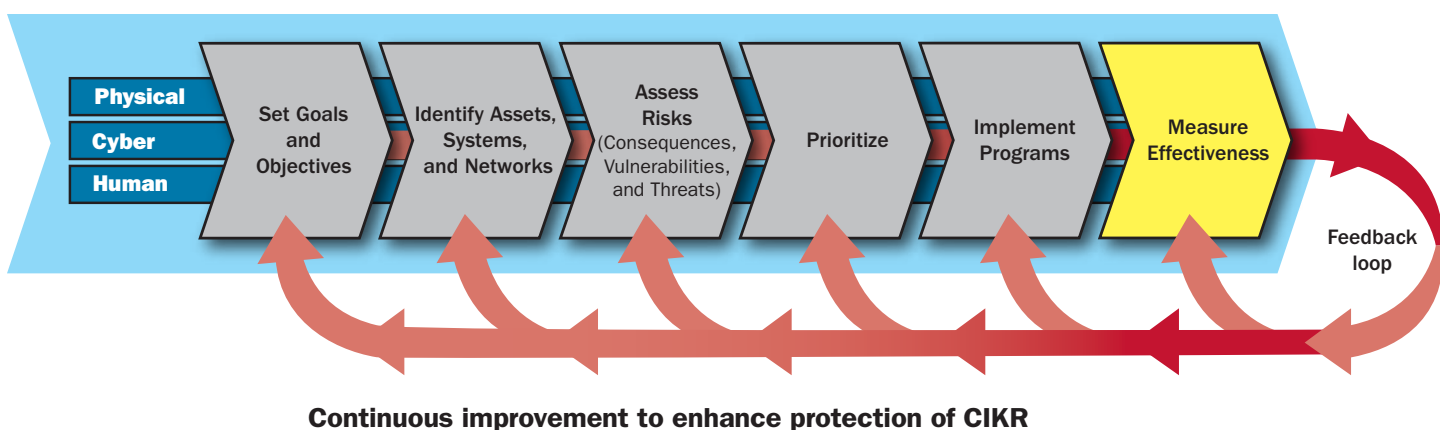 Physical
Cyber
Human
Set Goals
and
Objectives
Identify Assets,
Systems,
and Networks
Assess
Risks
(Consequences,
Vulnerabilities,
and Threats)
Prioritize
Implement
Programs
Measure
Effectiveness
Feedback
loop
Continuous improvement to enhance protection of CIKR